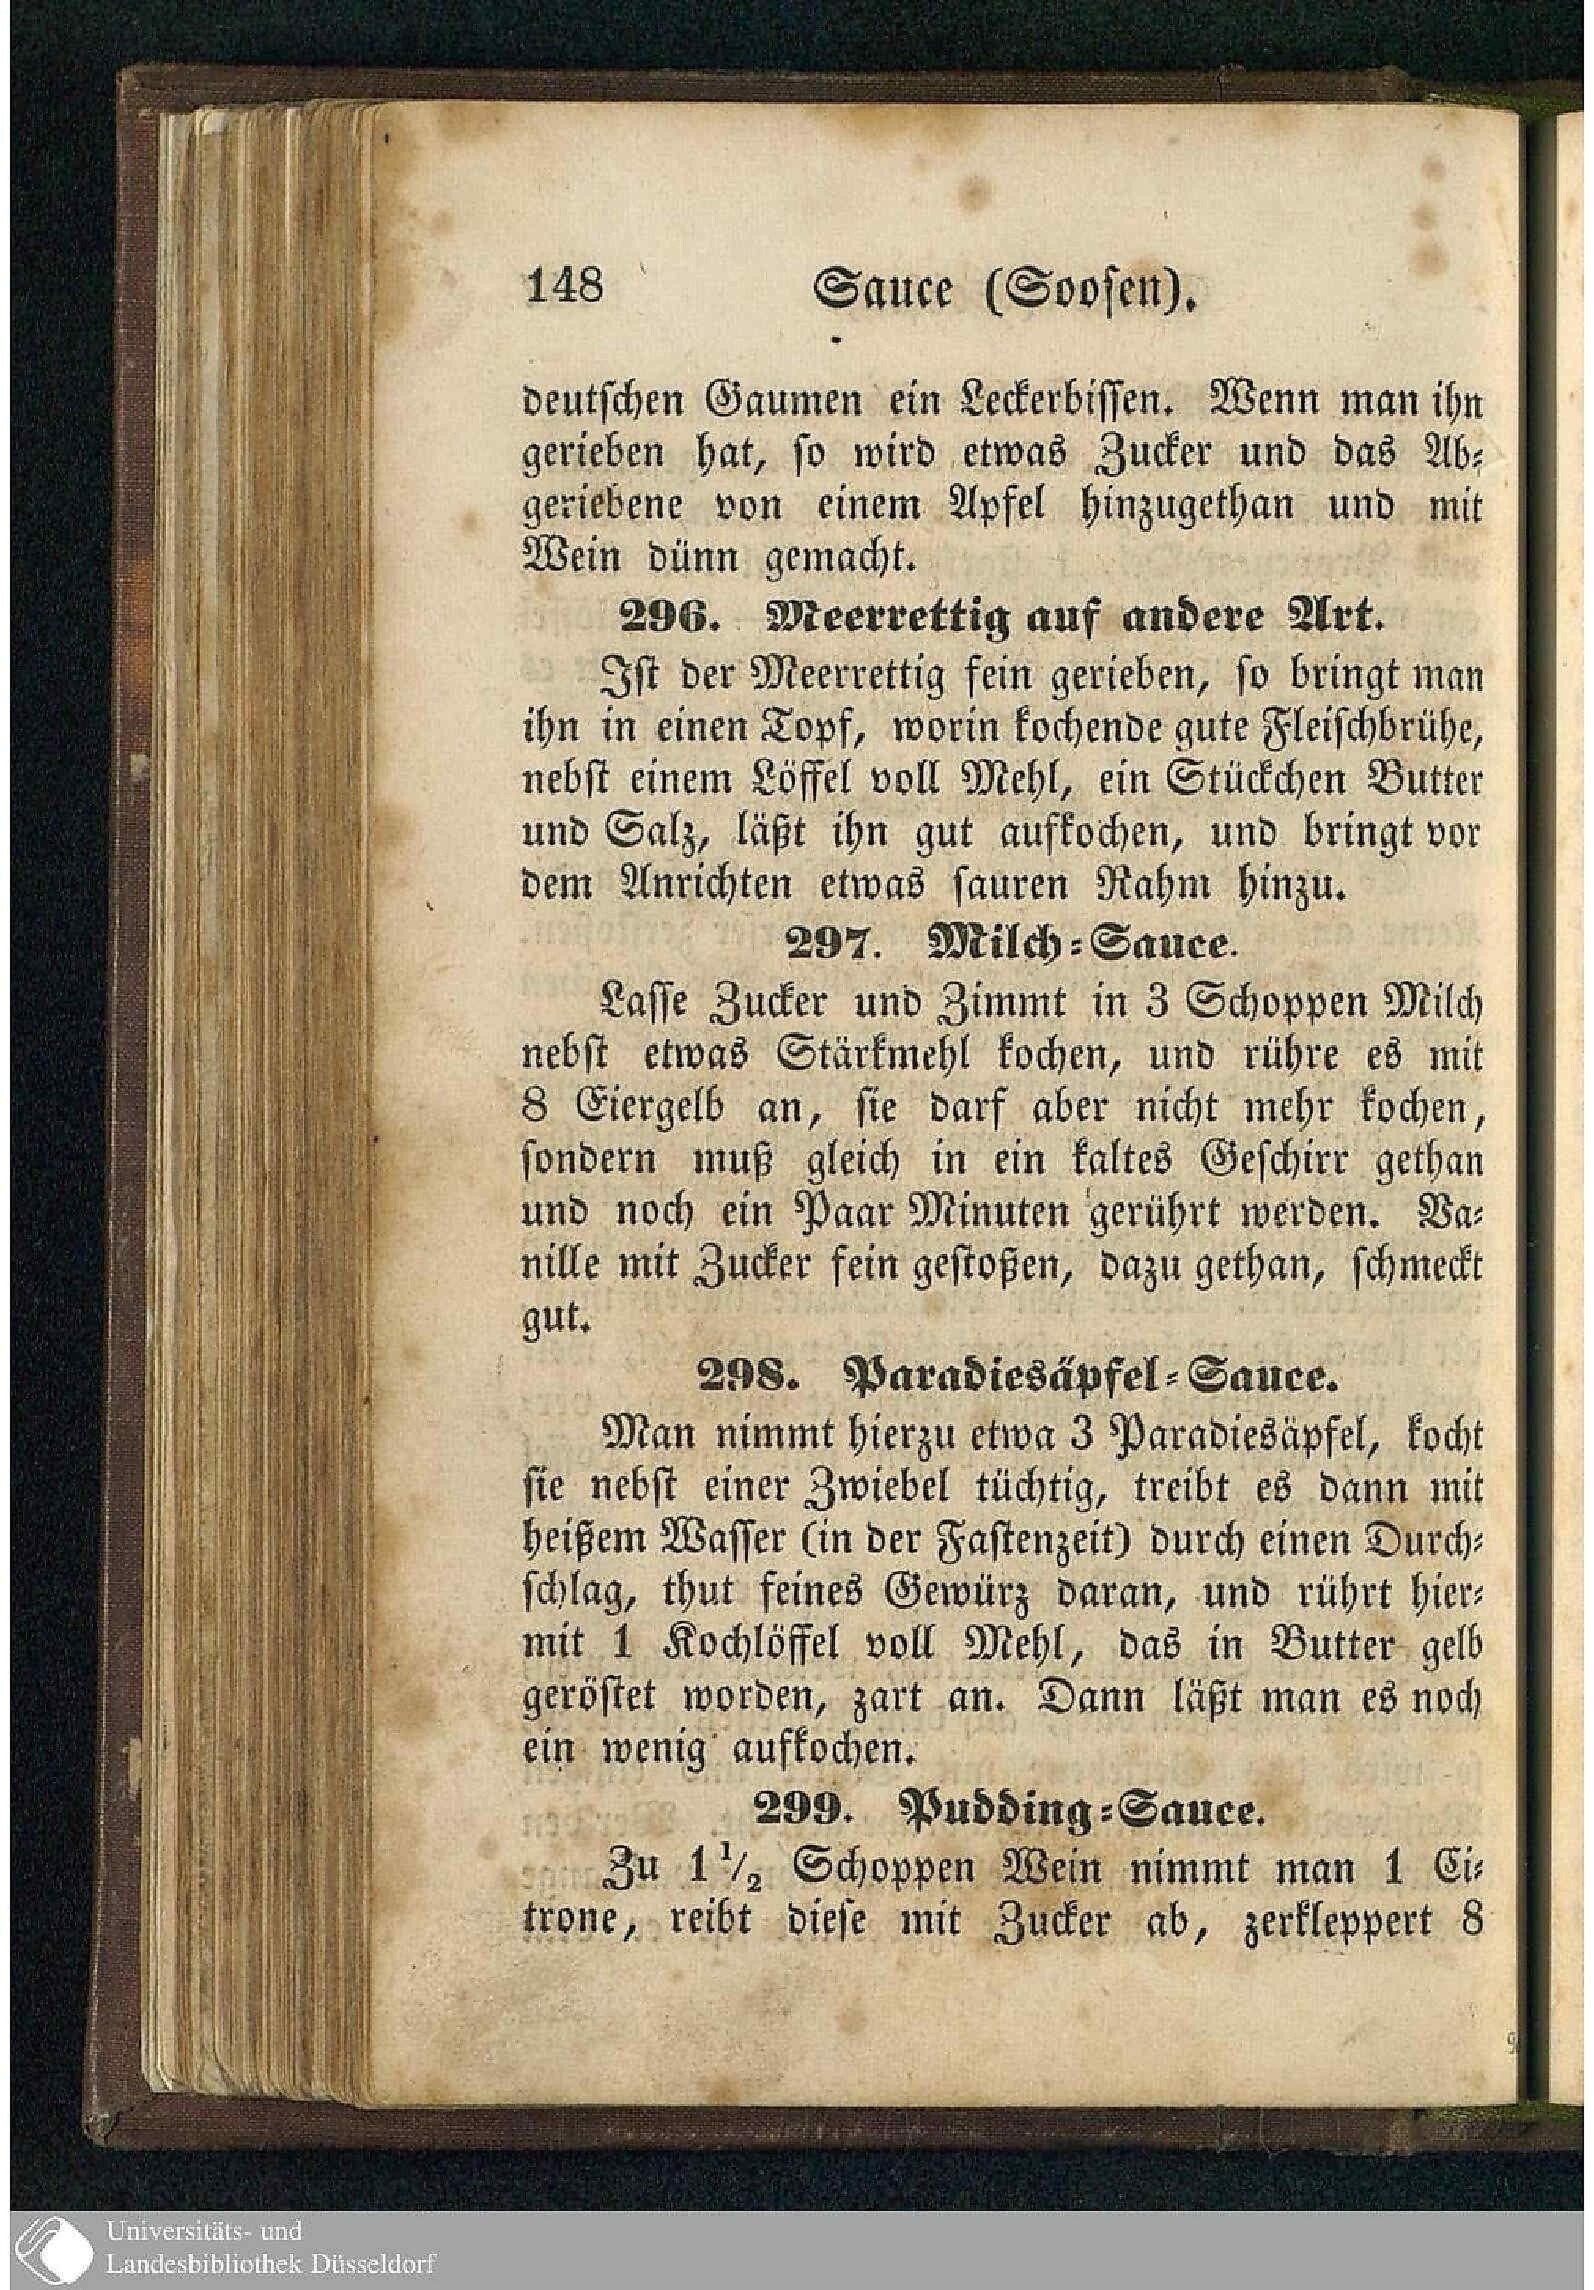 148 Sauce (Soosen).
deutschen Gaumen ein Leckerbissen. Wenn man ihn
gerieben hat, so wird etwas Zucker und das Ab-
geriebene von einem Apfel hinzugethan und mit
Wein dünn gemacht.
296. Meerrettig auf andere Art.
Ist der Meerrettig fein gerieben, so bringt man
ihn in einen Topf, worin kochende gute Fleischbrühe,
nebst einem Löffel voll Mehl, ein Stückchen Butter
und Salz, läßt ihn gut aufkochen, und bringt vor
dem Anrichten etwas sauren Rahm hinzu.
297. Milch-Sauce.
Lasse Zucker und Zimmt in 3 Schoppen Milch
nebst etwas Stärkmehl kochen, und rühre es mit
8 Eiergelb an, sie darf aber nicht mehr kochen,
sondern muß gleich in ein kaltes Geschirr gethan
und noch ein Paar Minuten gerührt werden. Va-
nille mit Zucker fein gestoßen, dazu gethan, schmeckt
gut.
298. Paradiesäpfel-Sauce.
Man nimmt hierzu etwa 3 Paradiesäpfel, kocht
sie nebst einer Zwiebel tüchtig, treibt es dann mit
heißem Wasser (in der Fastenzeit) durch einen Durch-
schlag, thut feines Gewürz daran, und rührt hier-
mit 1 Kochlöffel voll Mehl, das in Butter gelb
geröstet worden, zart an. Dann läßt man es noch
ein wenig aufkochen.
299. Pudding-Sauce.
Zu 1 1/2 Schoppen Wein nimmt man 1 Ci-
trone, reibt diese mit Zucker ab, zerkleppert 8
Universitäts- und
Landesbibliothek Düsseldorf